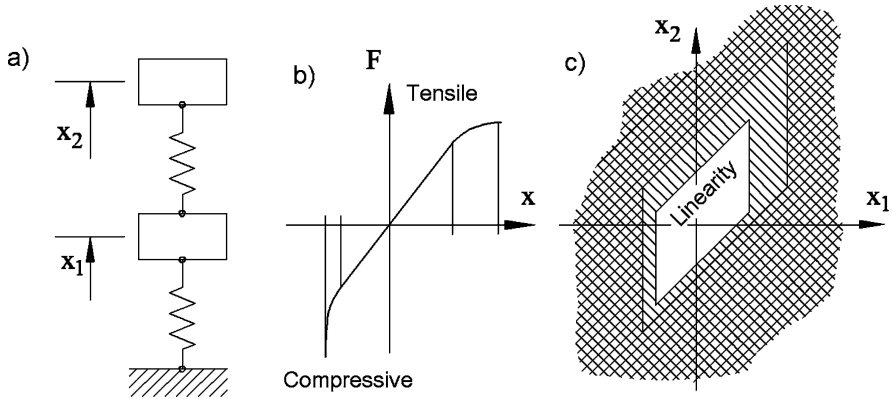 a)
x2
x1
b)
F
Tensile
x
Compressive
c)
x2
Linearity
x1